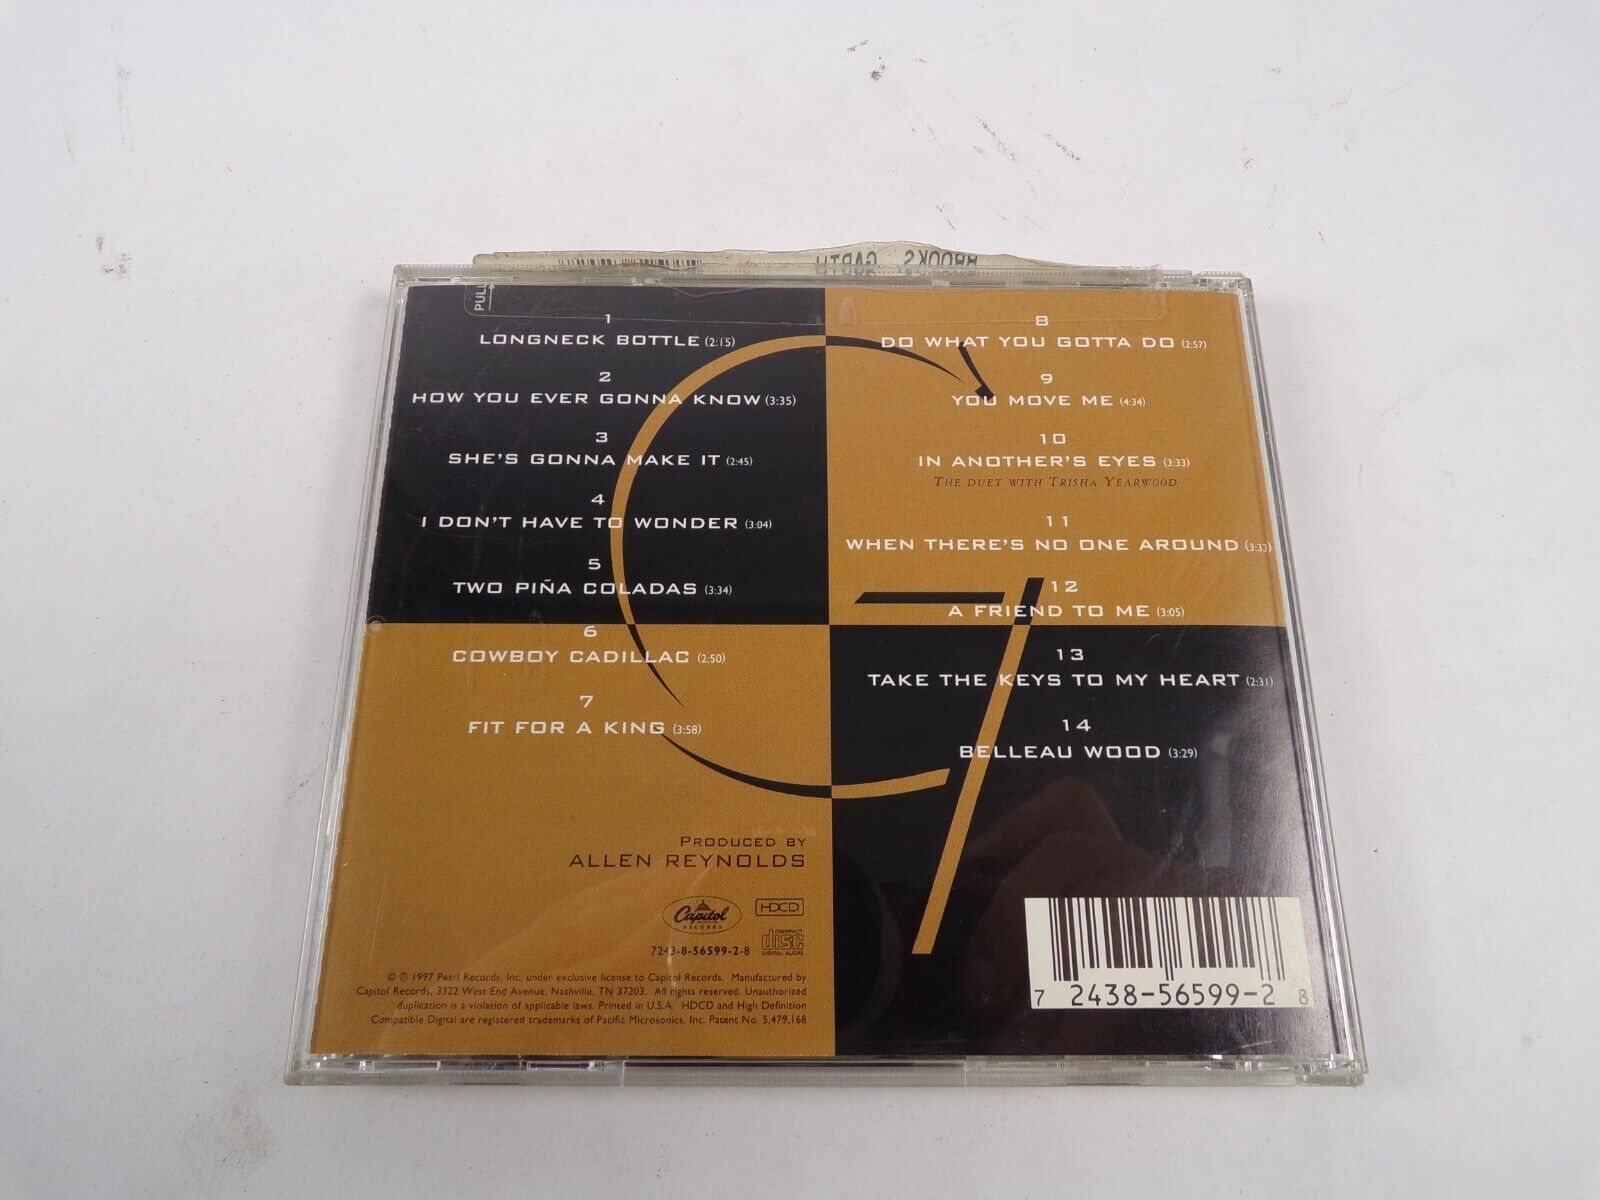 BROOKS, GARTH
PULL
1
LONGNECK BOTTLE (2:15)
2
HOW YOU EVER GONNA KNOW (3:35)
3
SHE'S GONNA MAKE IT (2:45)
4
I DON'T HAVE TO WONDER (3:04)
5
TWO PIÑA COLADAS (3:34)
6
COWBOY CADILLAC (2:50)
7
FIT FOR A KING (3:58)
8
DO WHAT YOU GOTTA DO (2:57)
9
YOU MOVE ME (4:34)
10
IN ANOTHER'S EYES (3:33)
THE DUET WITH TRISHA YEARWOOD
11
WHEN THERE'S NO ONE AROUND (3:33)
12
A FRIEND TO ME (3:05)
13
TAKE THE KEYS TO MY HEART (2:31)
14
BELLEAU WOOD (3:29)
G7
PRODUCED BY
ALLEN REYNOLDS
Capitol
RECORDS
HDCD
COMPACT
disc
DIGITAL AUDIO
7243-8-56599-2-8
© ℗ 1997 Pearl Records, Inc. under exclusive license to Capitol Records. Manufactured by
Capitol Records, 3322 West End Avenue, Nashville, TN 37203. All rights reserved. Unauthorized
duplication is a violation of applicable laws. Printed in U.S.A. HDCD and High Definition
Compatible Digital are registered trademarks of Pacific Microsonics, Inc. Patent No. 5,479,168
7 2438-56599-2 8